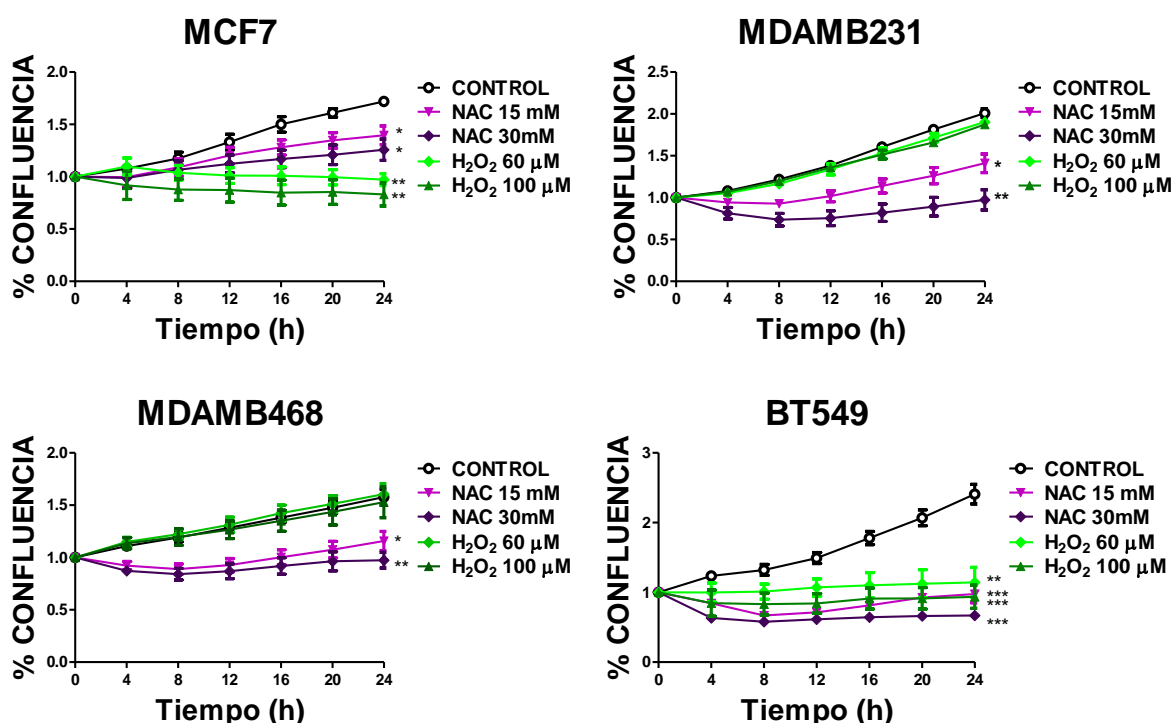 MCF7
% CONFLUENCIA
2.0
1.5
1.0
0.5
0.0
0 4 8 12 16 20 24
Tiempo (h)
CONTROL
NAC 15 mM
NAC 30mM
H₂O₂ 60 μM
H₂O₂ 100 μM
*
*
**
**
MDAMB231
% CONFLUENCIA
2.5
2.0
1.5
1.0
0.5
0.0
0 4 8 12 16 20 24
Tiempo (h)
CONTROL
NAC 15mM
NAC 30mM
H₂O₂ 60 μM
H₂O₂ 100 μM
*
**
MDAMB468
% CONFLUENCIA
2.0
1.5
1.0
0.5
0.0
0 4 8 12 16 20 24
Tiempo (h)
CONTROL
NAC 15 mM
NAC 30mM
H₂O₂ 60 μM
H₂O₂ 100 μM
*
**
BT549
% CONFLUENCIA
3
2
1
0
0 4 8 12 16 20 24
Tiempo (h)
CONTROL
NAC 15 mM
NAC 30mM
H₂O₂ 60 μM
H₂O₂ 100 μM
**
***
***
***